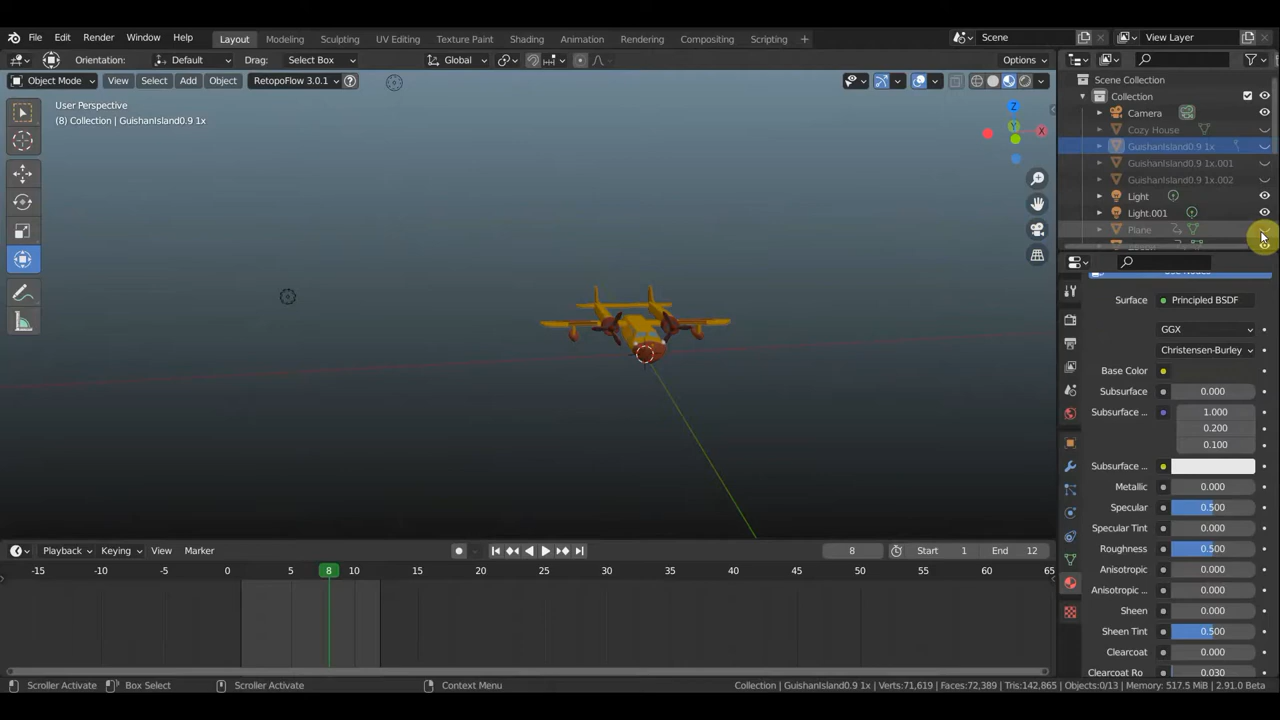 File Edit Render Window Help Layout Modeling Sculpting UV Editing Texture Paint Shading Animation Rendering Compositing Scripting + Scene View Layer
Orientation: Default Drag: Select Box Global Options
Object Mode View Select Add Object RetopoFlow 3.0.1
User Perspective
(8) Collection | GuishanIsland0.9 1x
Z
Y
X
Scene Collection
Collection
Camera
Cozy House
GuishanIsland0.9 1x
GuishanIsland0.9 1x.001
GuishanIsland0.9 1x.002
Light
Light.001
Plane
Surface Principled BSDF
GGX
Christensen-Burley
Base Color
Subsurface 0.000
Subsurface .. 1.000
0.200
0.100
Subsurface ..
Metallic 0.000
Specular 0.500
Specular Tint 0.000
Roughness 0.500
Anisotropic 0.000
Anisotropic .. 0.000
Sheen 0.000
Sheen Tint 0.500
Clearcoat 0.000
Clearcoat Ro 0.030
Playback Keying View Marker 8 Start 1 End 12
-15 -10 -5 0 5 8 10 15 20 25 30 35 40 45 50 55 60 65
Scroller Activate Box Select Scroller Activate Context Menu Collection | GuishanIsland0.9 1x | Verts:71,619 | Faces:72,389 | Tris:142,865 | Objects:0/13 | Memory: 517.5 MiB | 2.91.0 Beta